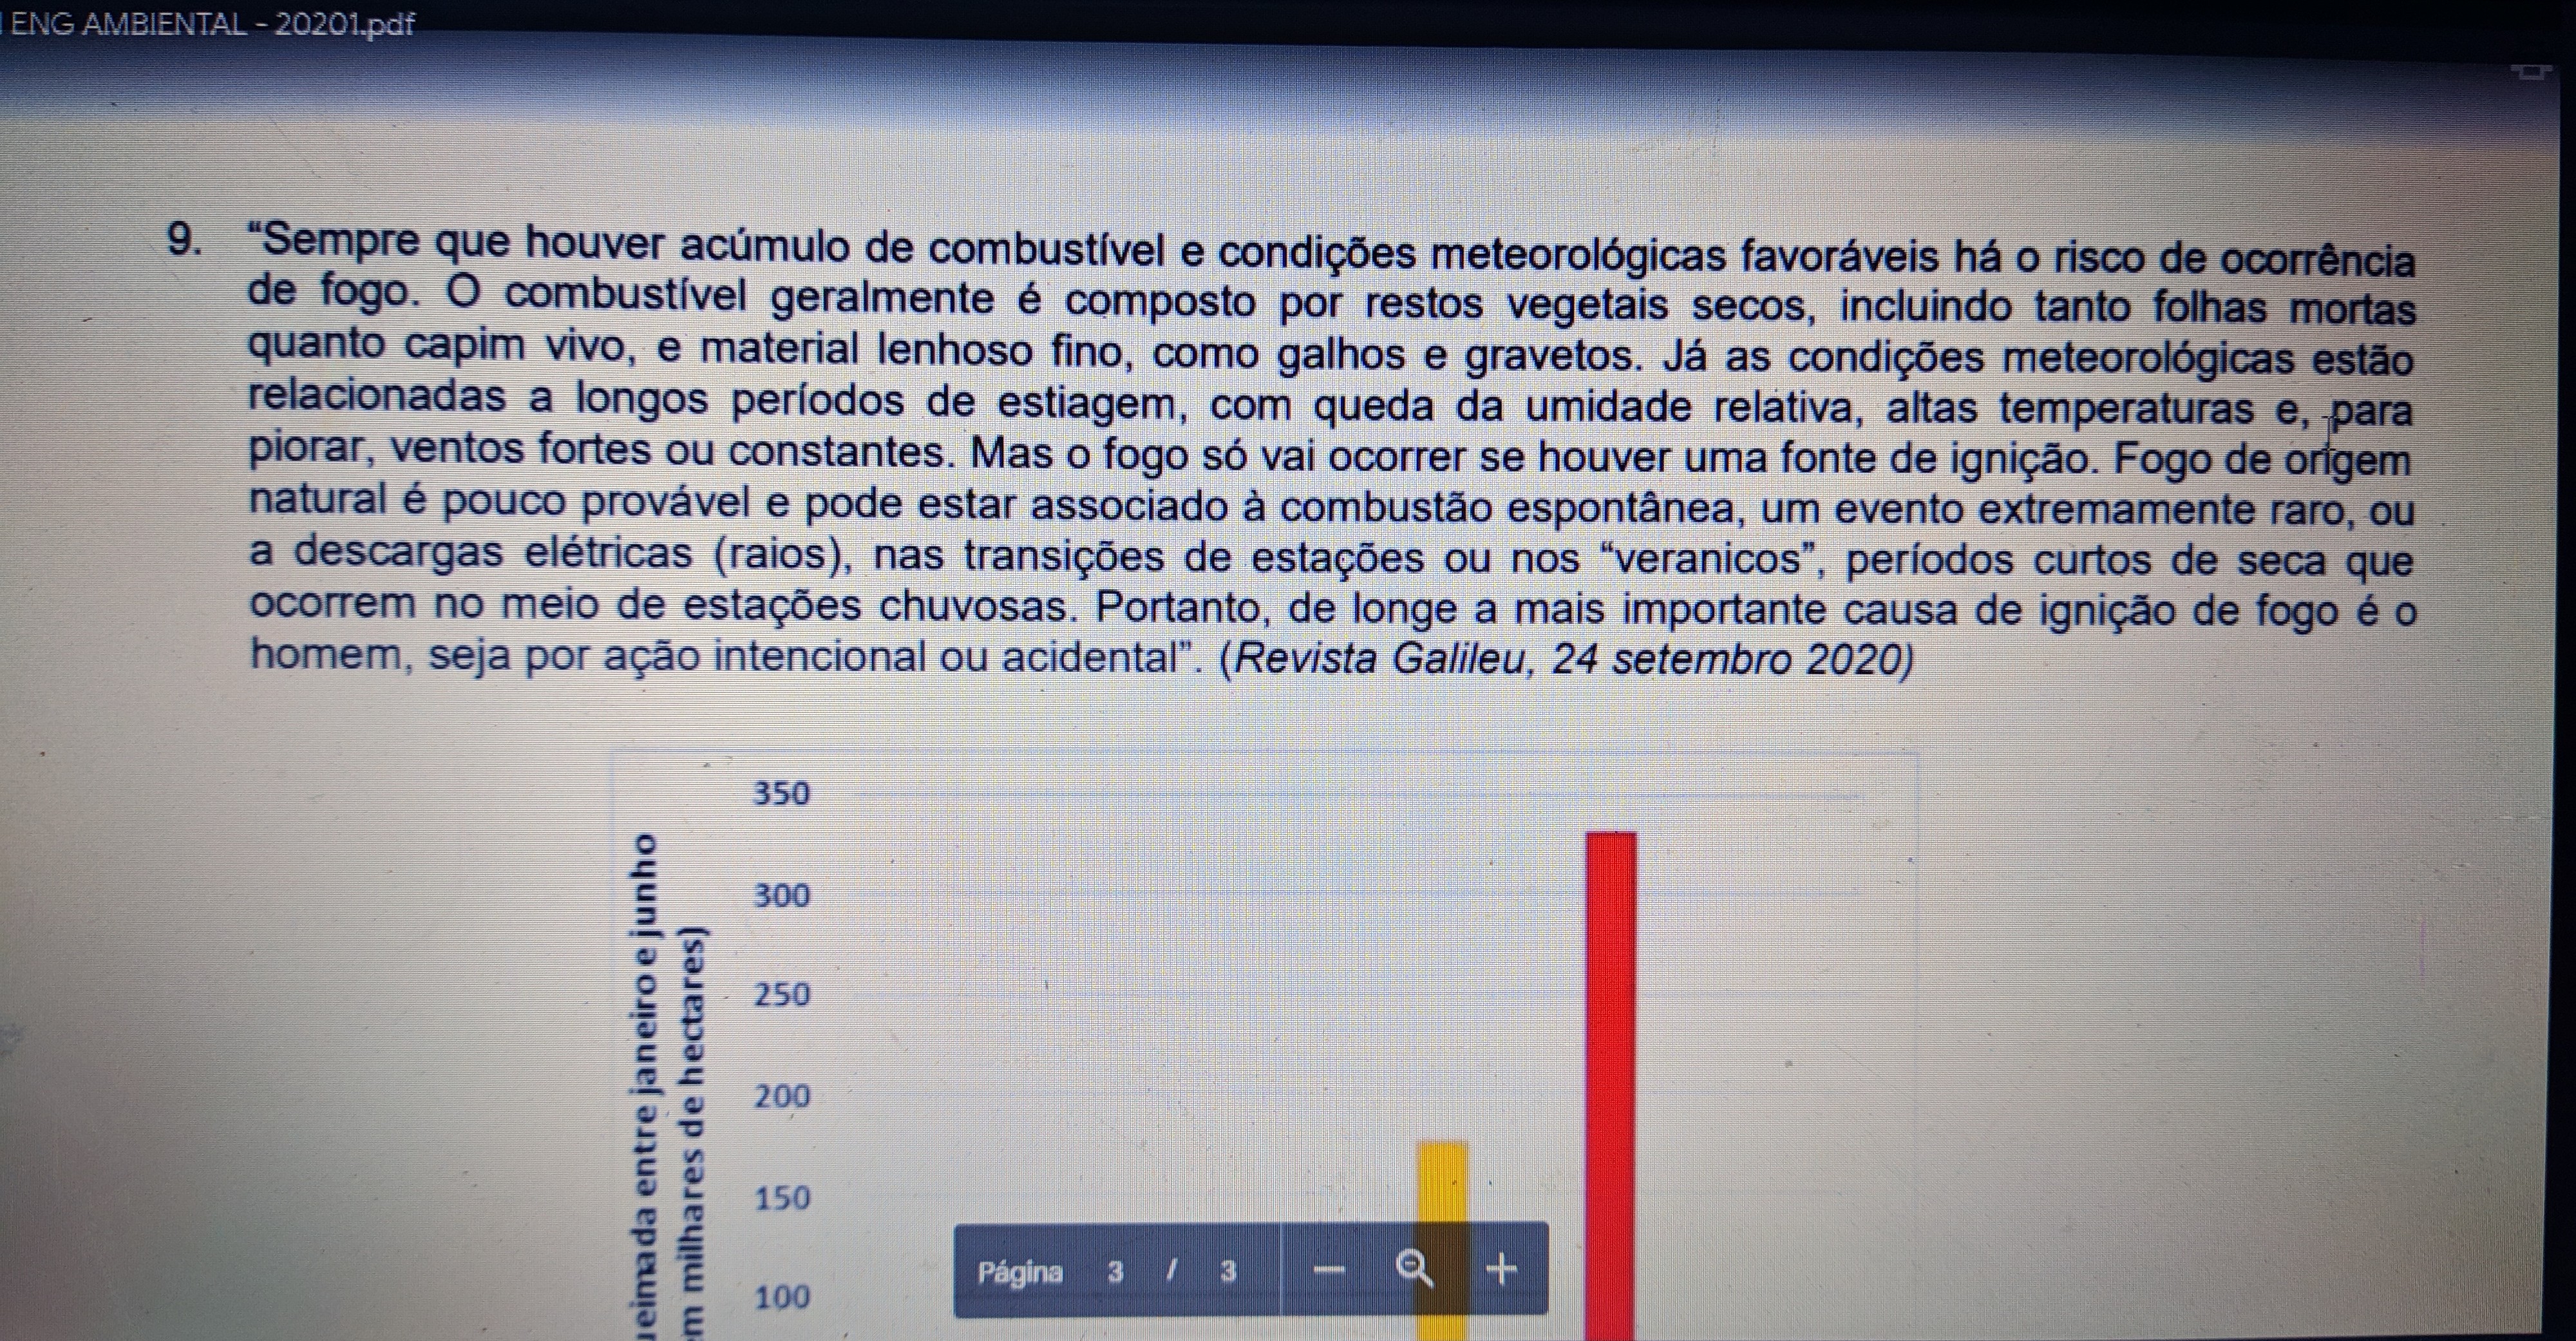 ENG AMBIENTAL - 20201.pdf
9. “Sempre que houver acúmulo de combustível e condições meteorológicas favoráveis há o risco de ocorrência
de fogo. O combustível geralmente é composto por restos vegetais secos, incluindo tanto folhas mortas
quanto capim vivo, e material lenhoso fino, como galhos e gravetos. Já as condições meteorológicas estão
relacionadas a longos períodos de estiagem, com queda da umidade relativa, altas temperaturas e, para
piorar, ventos fortes ou constantes. Mas o fogo só vai ocorrer se houver uma fonte de ignição. Fogo de origem
natural é pouco provável e pode estar associado à combustão espontânea, um evento extremamente raro, ou
a descargas elétricas (raios), nas transições de estações ou nos “veranicos”, períodos curtos de seca que
ocorrem no meio de estações chuvosas. Portanto, de longe a mais importante causa de ignição de fogo é o
homem, seja por ação intencional ou acidental”. (Revista Galileu, 24 setembro 2020)
ueimada entre janeiro e junho
em milhares de hectares)
350
300
250
200
150
100
Página 3 / 3